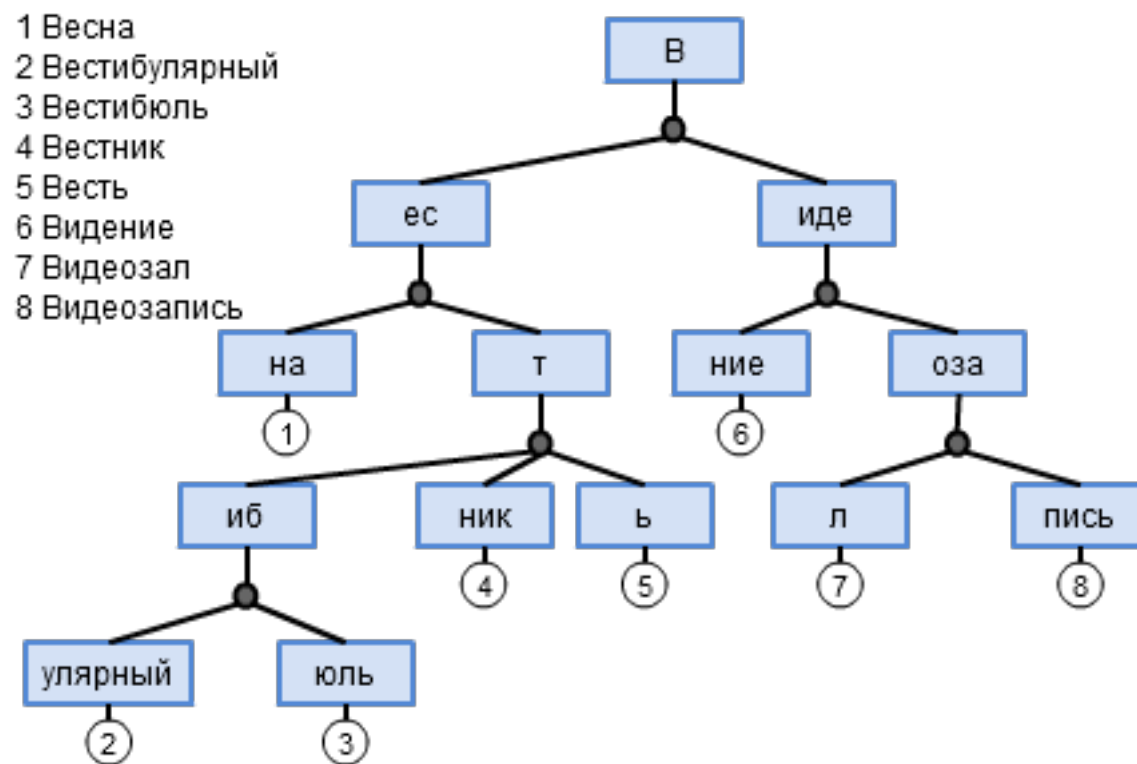 1 Весна
2 Вестибулярный
3 Вестибюль
4 Вестник
5 Весть
6 Видение
7 Видеозал
8 Видеозапись
В
ес
иде
на
т
ние
оза
1
6
иб
ник
ь
л
пись
4
5
7
8
улярный
юль
2
3